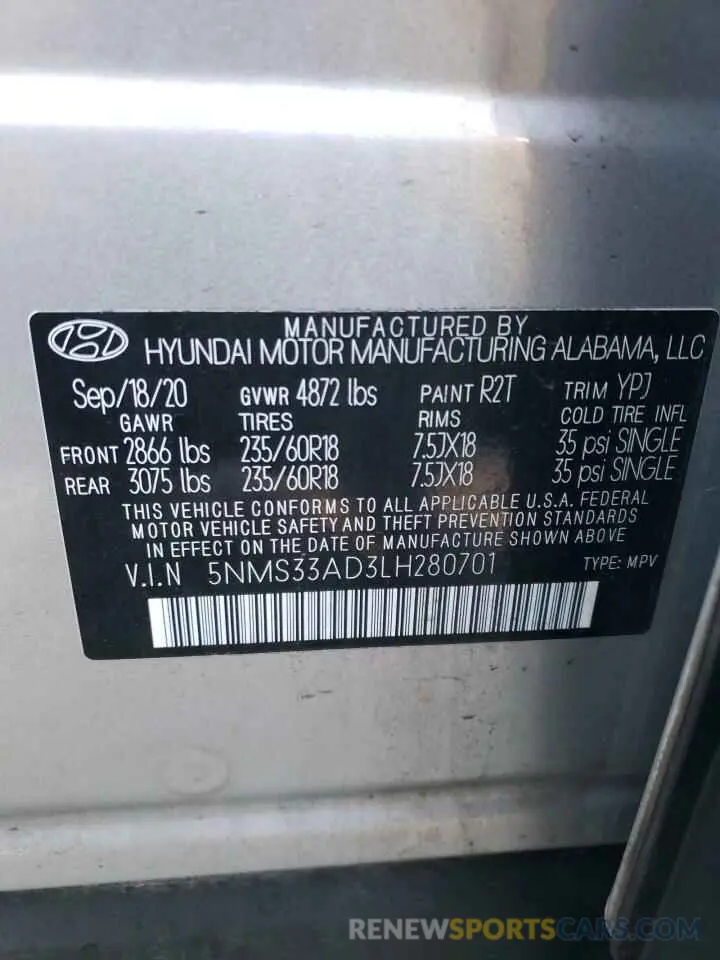 MANUFACTURED BY
HYUNDAI MOTOR MANUFACTURING ALABAMA, LLC
Sep/18/20 GVWR 4872 lbs PAINT R2T TRIM YPJ
GAWR TIRES RIMS COLD TIRE INFL
FRONT 2866 lbs 235/60R18 7.5JX18 35 psi SINGLE
REAR 3075 lbs 235/60R18 7.5JX18 35 psi SINGLE
THIS VEHICLE CONFORMS TO ALL APPLICABLE U.S.A. FEDERAL
MOTOR VEHICLE SAFETY AND THEFT PREVENTION STANDARDS
IN EFFECT ON THE DATE OF MANUFACTURE SHOWN ABOVE
V.I.N 5NMS33AD3LH280701 TYPE: MPV
RENEWSPORTSCARS.COM